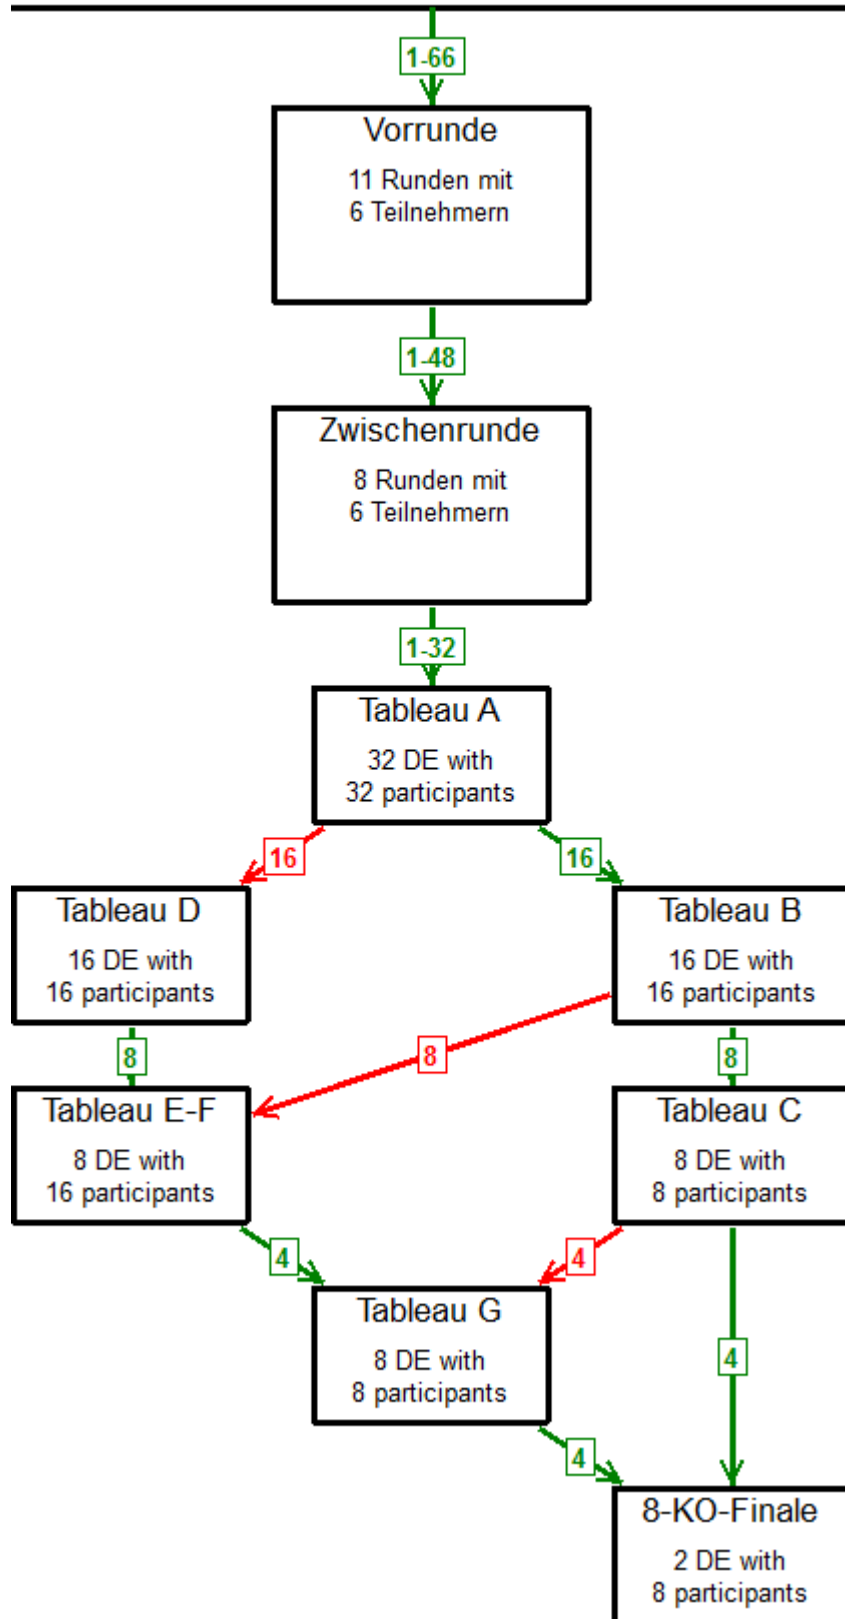 1-66
Vorrunde
11 Runden mit
6 Teilnehmern
1-48
Zwischenrunde
8 Runden mit
6 Teilnehmern
1-32
Tableau A
32 DE with
32 participants
16
16
Tableau D
16 DE with
16 participants
Tableau B
16 DE with
16 participants
8
8
8
Tableau E-F
8 DE with
16 participants
Tableau C
8 DE with
8 participants
4
4
Tableau G
8 DE with
8 participants
4
4
8-KO-Finale
2 DE with
8 participants